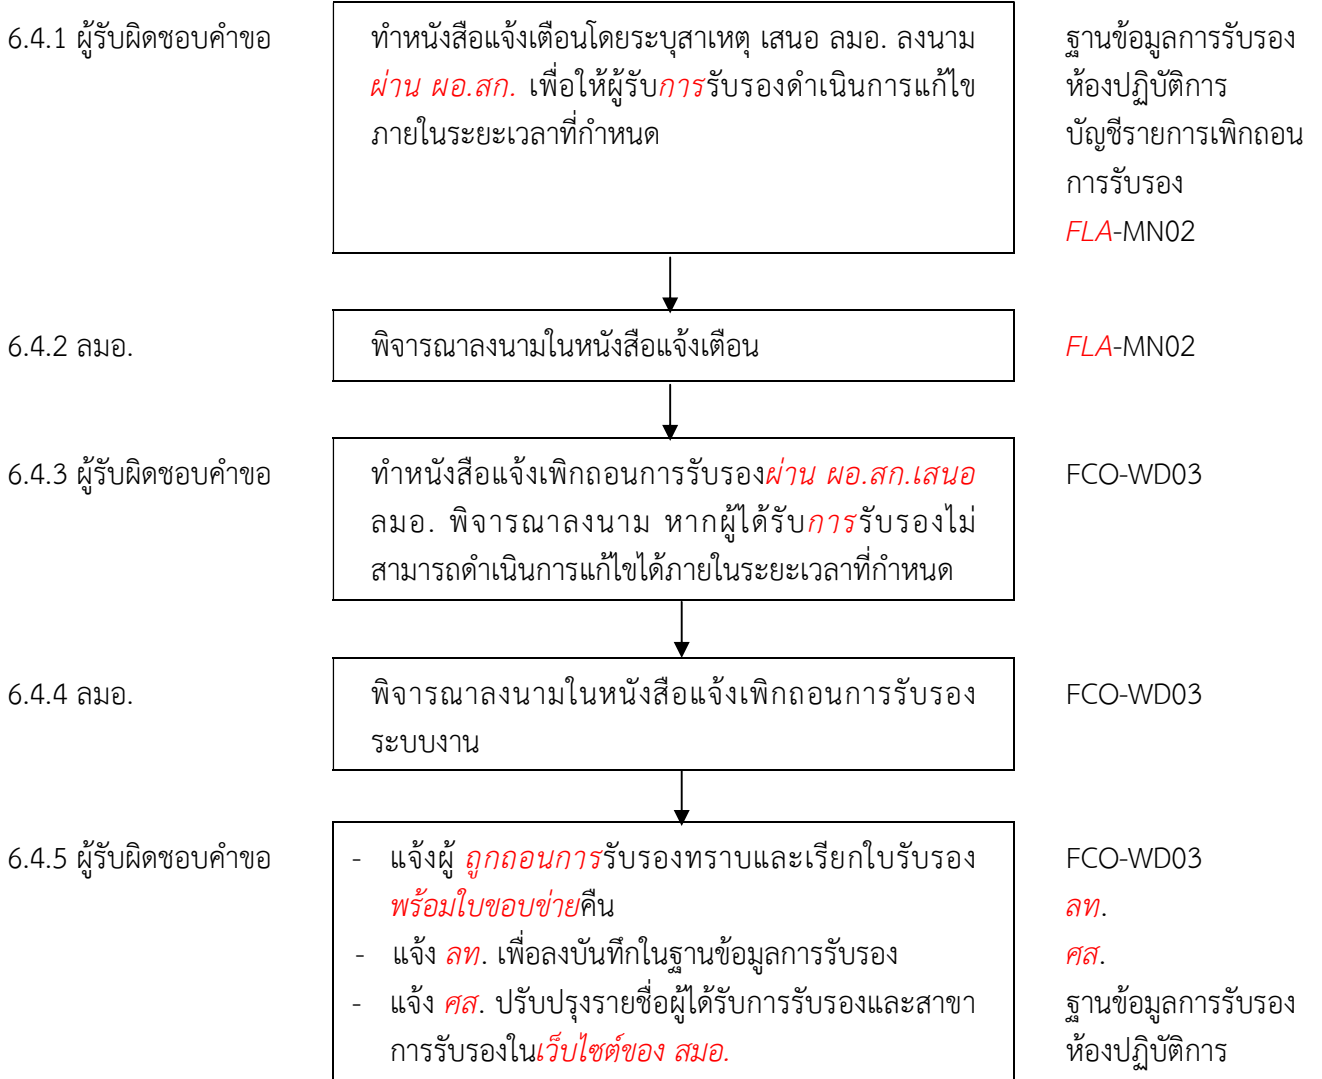 6.4.1 ผู้รับผิดชอบคำขอ
ทำหนังสือแจ้งเตือนโดยระบุสาเหตุ เสนอ ลมอ. ลงนาม
ผ่าน ผอ.สก. เพื่อให้ผู้รับการรับรองดำเนินการแก้ไข
ภายในระยะเวลาที่กำหนด
ฐานข้อมูลการรับรอง
ห้องปฏิบัติการ
บัญชีรายการเพิกถอน
การรับรอง
FLA-MN02
6.4.2 ลมอ.
พิจารณาลงนามในหนังสือแจ้งเตือน
FLA-MN02
6.4.3 ผู้รับผิดชอบคำขอ
ทำหนังสือแจ้งเพิกถอนการรับรองผ่าน ผอ.สก.เสนอ
ลมอ. พิจารณาลงนาม หากผู้ได้รับการรับรองไม่
สามารถดำเนินการแก้ไขได้ภายในระยะเวลาที่กำหนด
FCO-WD03
6.4.4 ลมอ.
พิจารณาลงนามในหนังสือแจ้งเพิกถอนการรับรอง
ระบบงาน
FCO-WD03
6.4.5 ผู้รับผิดชอบคำขอ
- แจ้งผู้ ถูกถอนการรับรองทราบและเรียกใบรับรอง
พร้อมใบขอบข่ายคืน
- แจ้ง ลท. เพื่อลงบันทึกในฐานข้อมูลการรับรอง
- แจ้ง ศส. ปรับปรุงรายชื่อผู้ได้รับการรับรองและสาขา
การรับรองในเว็บไซต์ของ สมอ.
FCO-WD03
ลท.
ศส.
ฐานข้อมูลการรับรอง
ห้องปฏิบัติการ